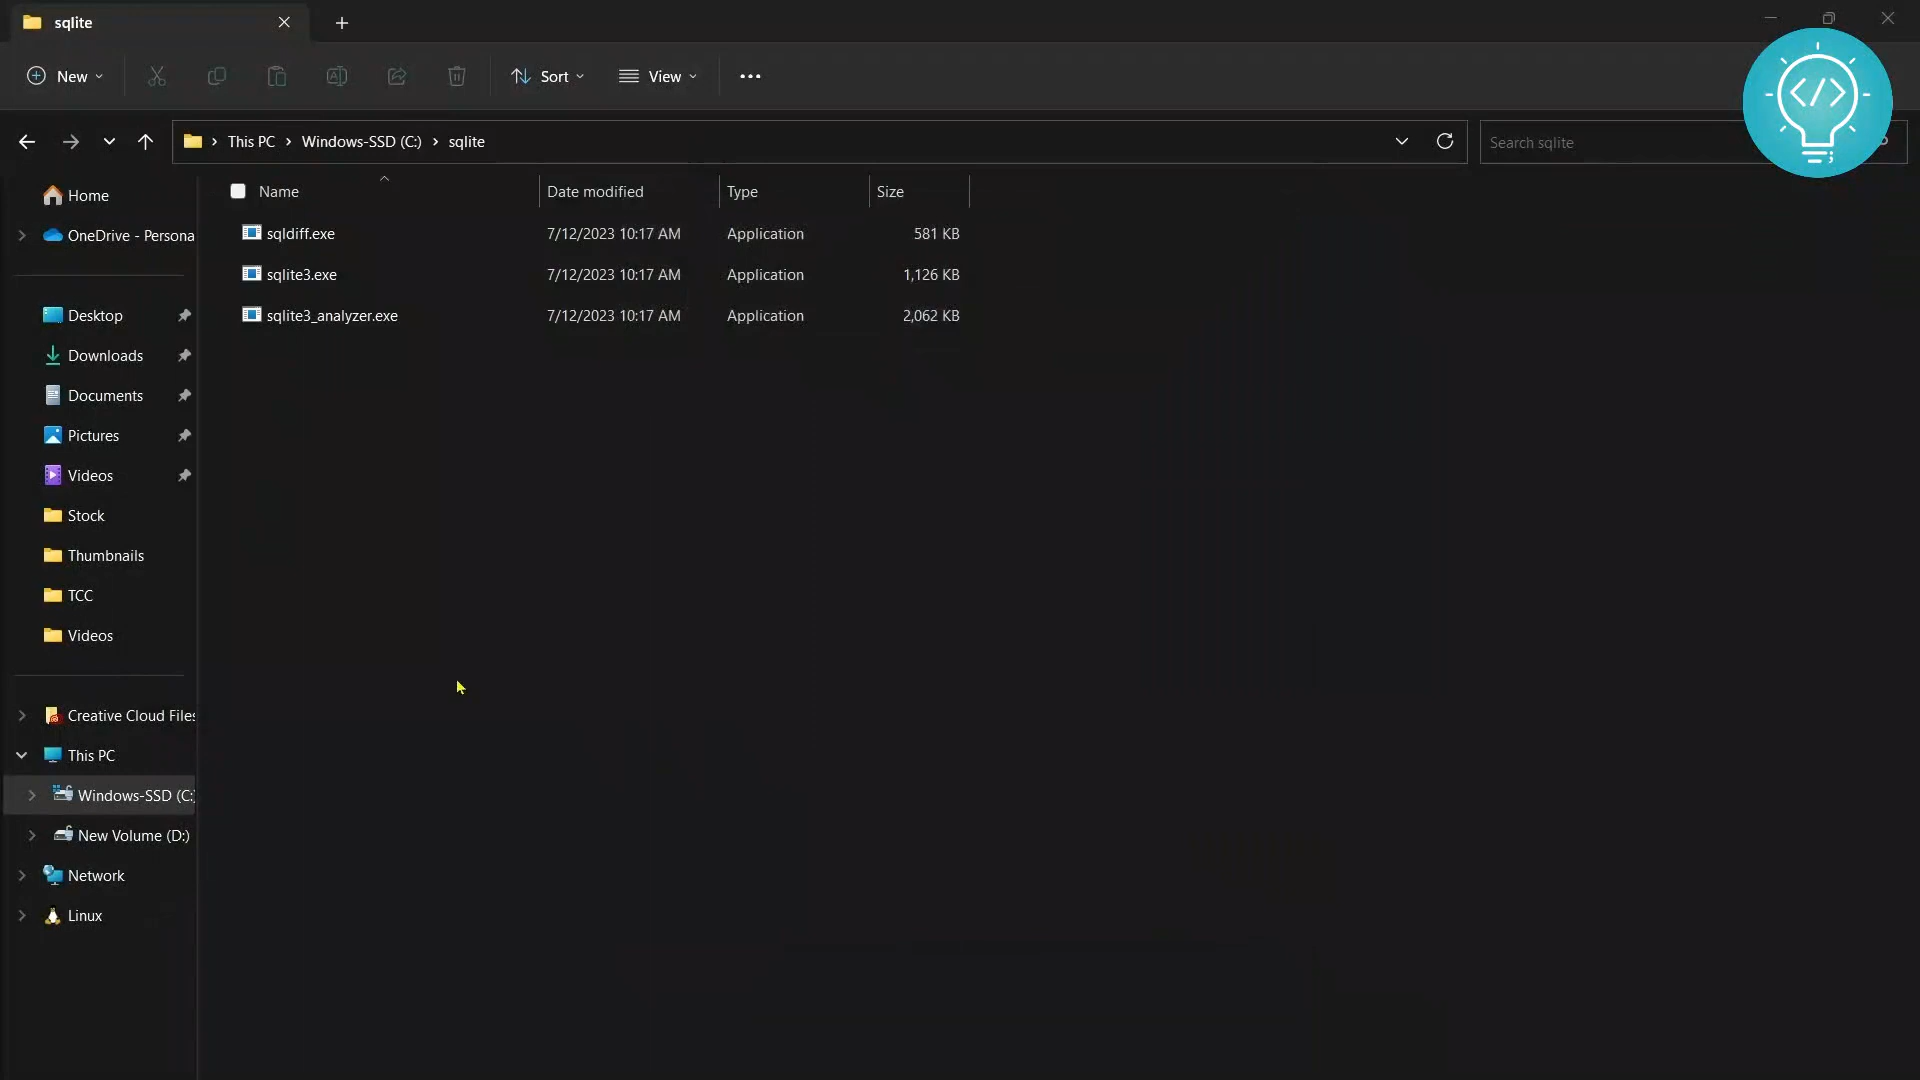 sqlite
New
Sort
View
This PC
Windows-SSD (C:)
sqlite
Search sqlite
Home
OneDrive - Persona
Desktop
Downloads
Documents
Pictures
Videos
Stock
Thumbnails
TCC
Videos
Creative Cloud Files
This PC
Windows-SSD (C:)
New Volume (D:)
Network
Linux
Name Date modified Type Size
sqldiff.exe 7/12/2023 10:17 AM Application 581 KB
sqlite3.exe 7/12/2023 10:17 AM Application 1,126 KB
sqlite3_analyzer.exe 7/12/2023 10:17 AM Application 2,062 KB